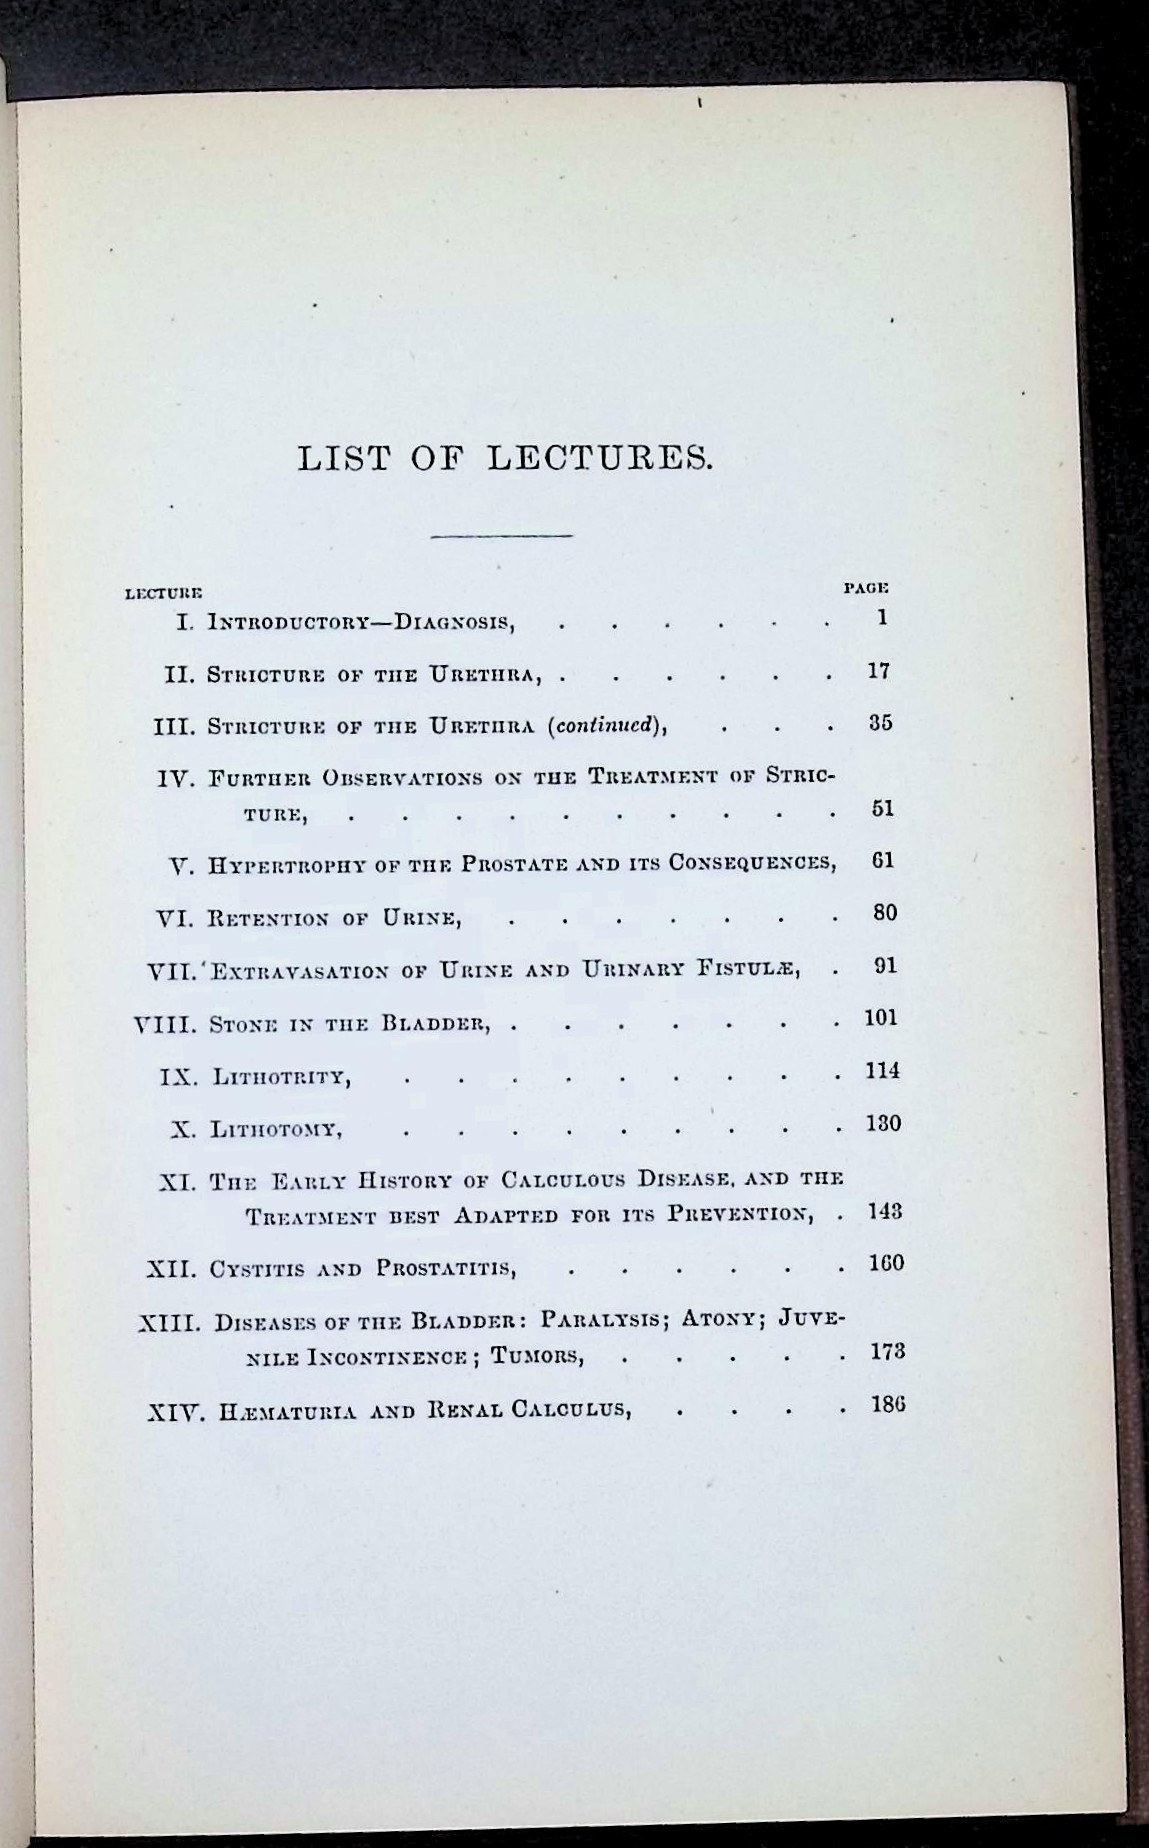 LIST OF LECTURES.
LECTURE PAGE
I. INTRODUCTORY—DIAGNOSIS, . . . . . . 1
II. STRICTURE OF THE URETHRA, . . . . . . 17
III. STRICTURE OF THE URETHRA (continued), . . . 35
IV. FURTHER OBSERVATIONS ON THE TREATMENT OF STRIC-
TURE, . . . . . . . . . . 51
V. HYPERTROPHY OF THE PROSTATE AND ITS CONSEQUENCES, 61
VI. RETENTION OF URINE, . . . . . . . 80
VII. EXTRAVASATION OF URINE AND URINARY FISTULÆ, . 91
VIII. STONE IN THE BLADDER, . . . . . . . 101
IX. LITHOTRITY, . . . . . . . . . 114
X. LITHOTOMY, . . . . . . . . . 130
XI. THE EARLY HISTORY OF CALCULOUS DISEASE, AND THE
TREATMENT BEST ADAPTED FOR ITS PREVENTION, . 143
XII. CYSTITIS AND PROSTATITIS, . . . . . . 160
XIII. DISEASES OF THE BLADDER: PARALYSIS; ATONY; JUVE-
NILE INCONTINENCE; TUMORS, . . . . . 173
XIV. HÆMATURIA AND RENAL CALCULUS, . . . . 186